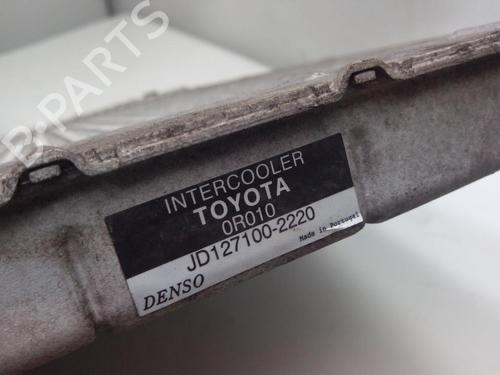 B-PARTS
INTERCOOLER
TOYOTA
0R010
JD127100-2220
DENSO
Made in Portugal